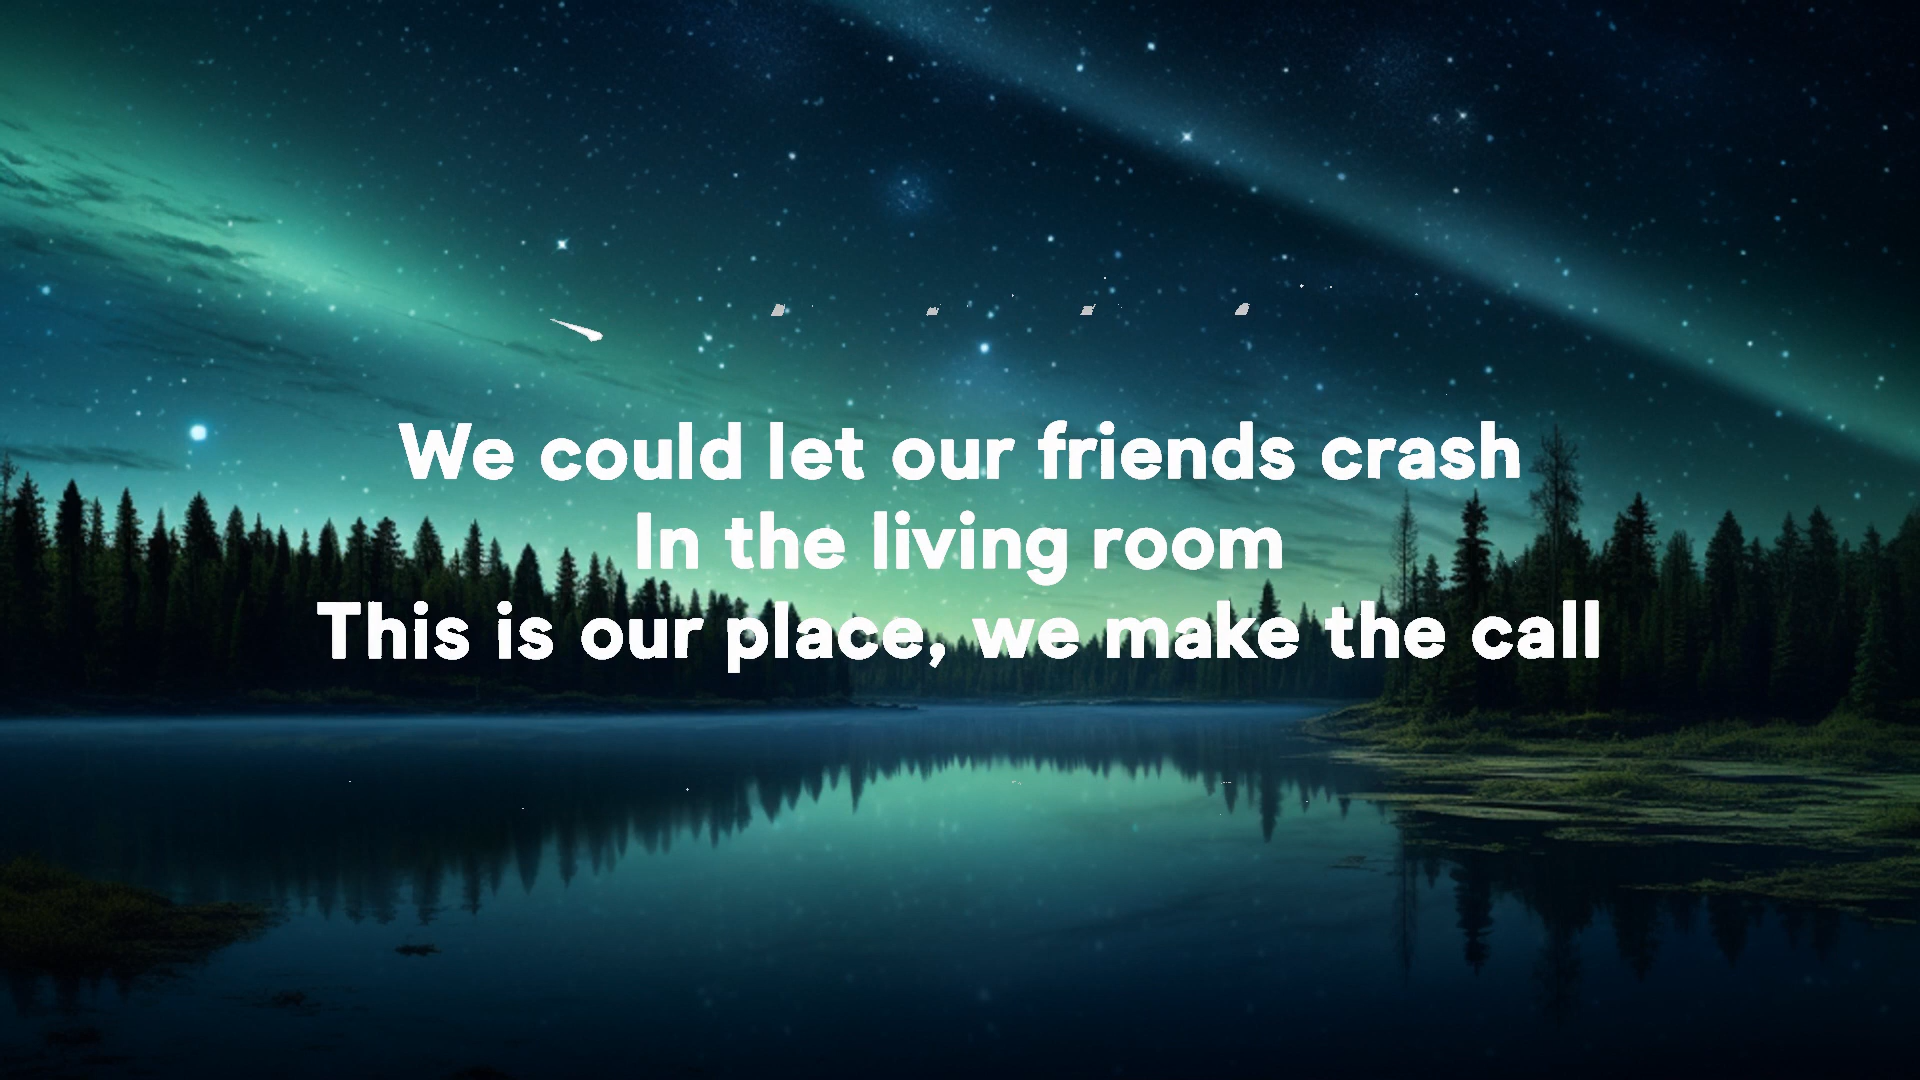 We could let our friends crash
In the living room
This is our place, we make the call